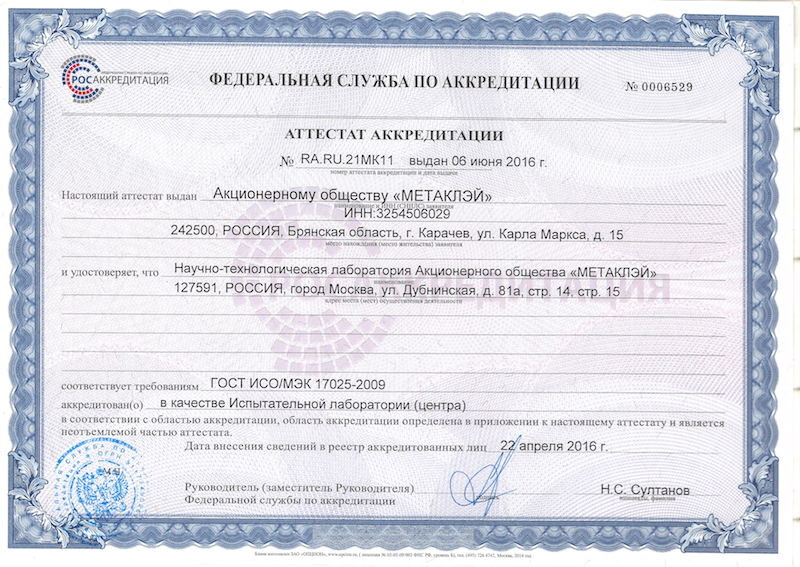 РОСАККРЕДИТАЦИЯ
ФЕДЕРАЛЬНАЯ СЛУЖБА ПО АККРЕДИТАЦИИ
№ 0006529
АТТЕСТАТ АККРЕДИТАЦИИ
№ RA.RU.21МК11 выдан 06 июня 2016 г.
номер аттестата аккредитации и дата выдачи
Настоящий аттестат выдан Акционерному обществу «МЕТАКЛЭЙ»
наименование и ИНН (СНИЛС) заявителя
ИНН:3254506029
242500, РОССИЯ, Брянская область, г. Карачев, ул. Карла Маркса, д. 15
место нахождения (место жительства) заявителя
и удостоверяет, что Научно-технологическая лаборатория Акционерного общества «МЕТАКЛЭЙ»
наименование
127591, РОССИЯ, город Москва, ул. Дубнинская, д. 81а, стр. 14, стр. 15
адрес места (мест) осуществления деятельности
соответствует требованиям ГОСТ ИСО/МЭК 17025-2009
аккредитован(о) в качестве Испытательной лаборатории (центра)
в соответствии с областью аккредитации, область аккредитации определена в приложении к настоящему аттестату и является
неотъемлемой частью аттестата.
Дата внесения сведений в реестр аккредитованных лиц 22 апреля 2016 г.
Руководитель (заместитель Руководителя)
Федеральной службы по аккредитации
М.П.
подпись
Н.С. Султанов
инициалы, фамилия